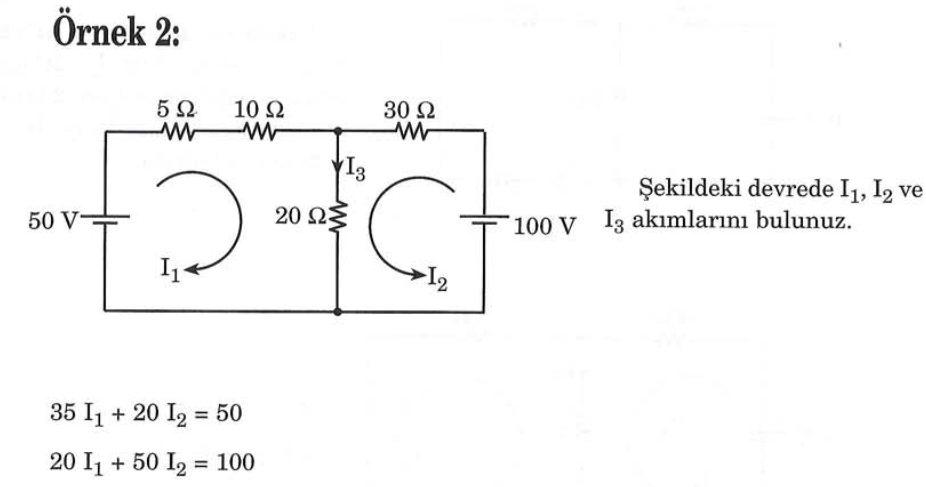 Örnek 2:
5 Ω 10 Ω 30 Ω
I₃
50 V 20 Ω 100 V
I₁ I₂
Şekildeki devrede I₁, I₂ ve
I₃ akımlarını bulunuz.
35 I₁ + 20 I₂ = 50
20 I₁ + 50 I₂ = 100